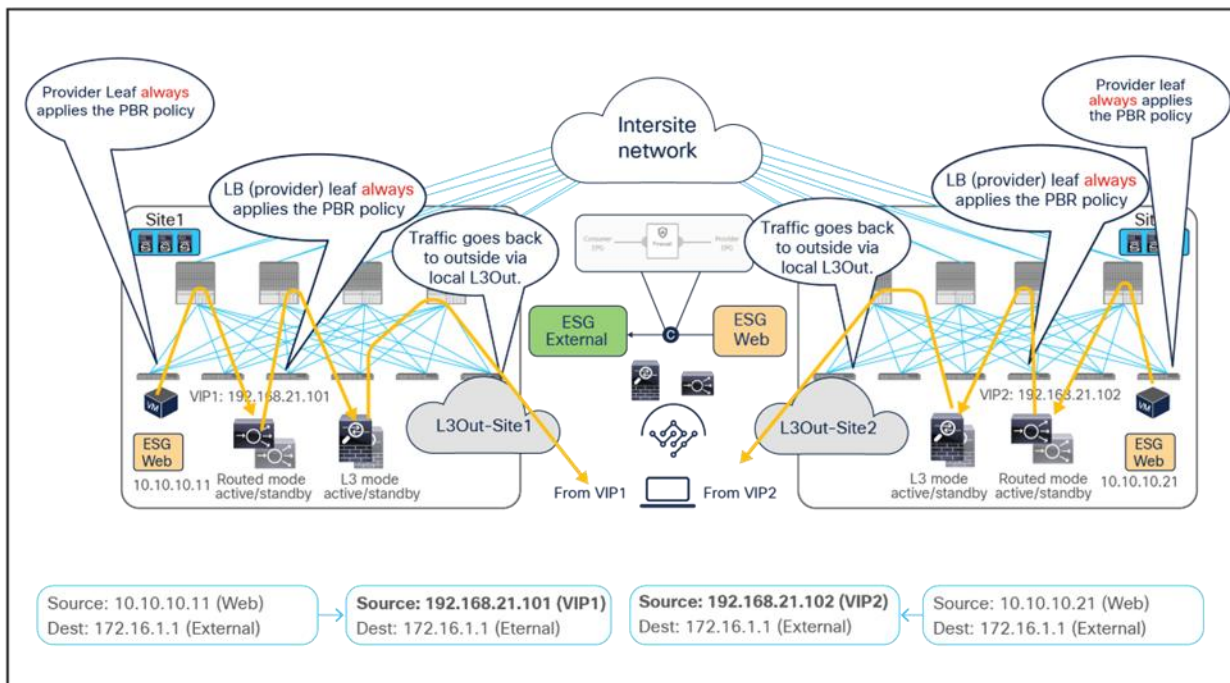 Provider Leaf always
applies the PBR policy
Provider leaf
always applies
the PBR policy
Intersite
network
LB (provider) leaf always
applies the PBR policy
LB (provider) leaf always
applies the PBR policy
Site1
Traffic goes back
to outside via
local L3Out.
Consumer
EPG
Firewall
Provider
EPG
Traffic goes back
to outside via
local L3Out.
ESG
External
C
ESG
Web
VIP1: 192.168.21.101
VM
ESG
Web
10.10.10.11
Routed mode
active/standby
L3 mode
active/standby
L3Out-Site1
From VIP1
From VIP2
L3Out-Site2
VIP2: 192.168.21.102
VM
ESG
Web
L3 mode
active/standby
Routed mode
active/standby
10.10.10.21
Source: 10.10.10.11 (Web)
Dest: 172.16.1.1 (External)
Source: 192.168.21.101 (VIP1)
Dest: 172.16.1.1 (Eternal)
Source: 192.168.21.102 (VIP2)
Dest: 172.16.1.1 (External)
Source: 10.10.10.21 (Web)
Dest: 172.16.1.1 (External)